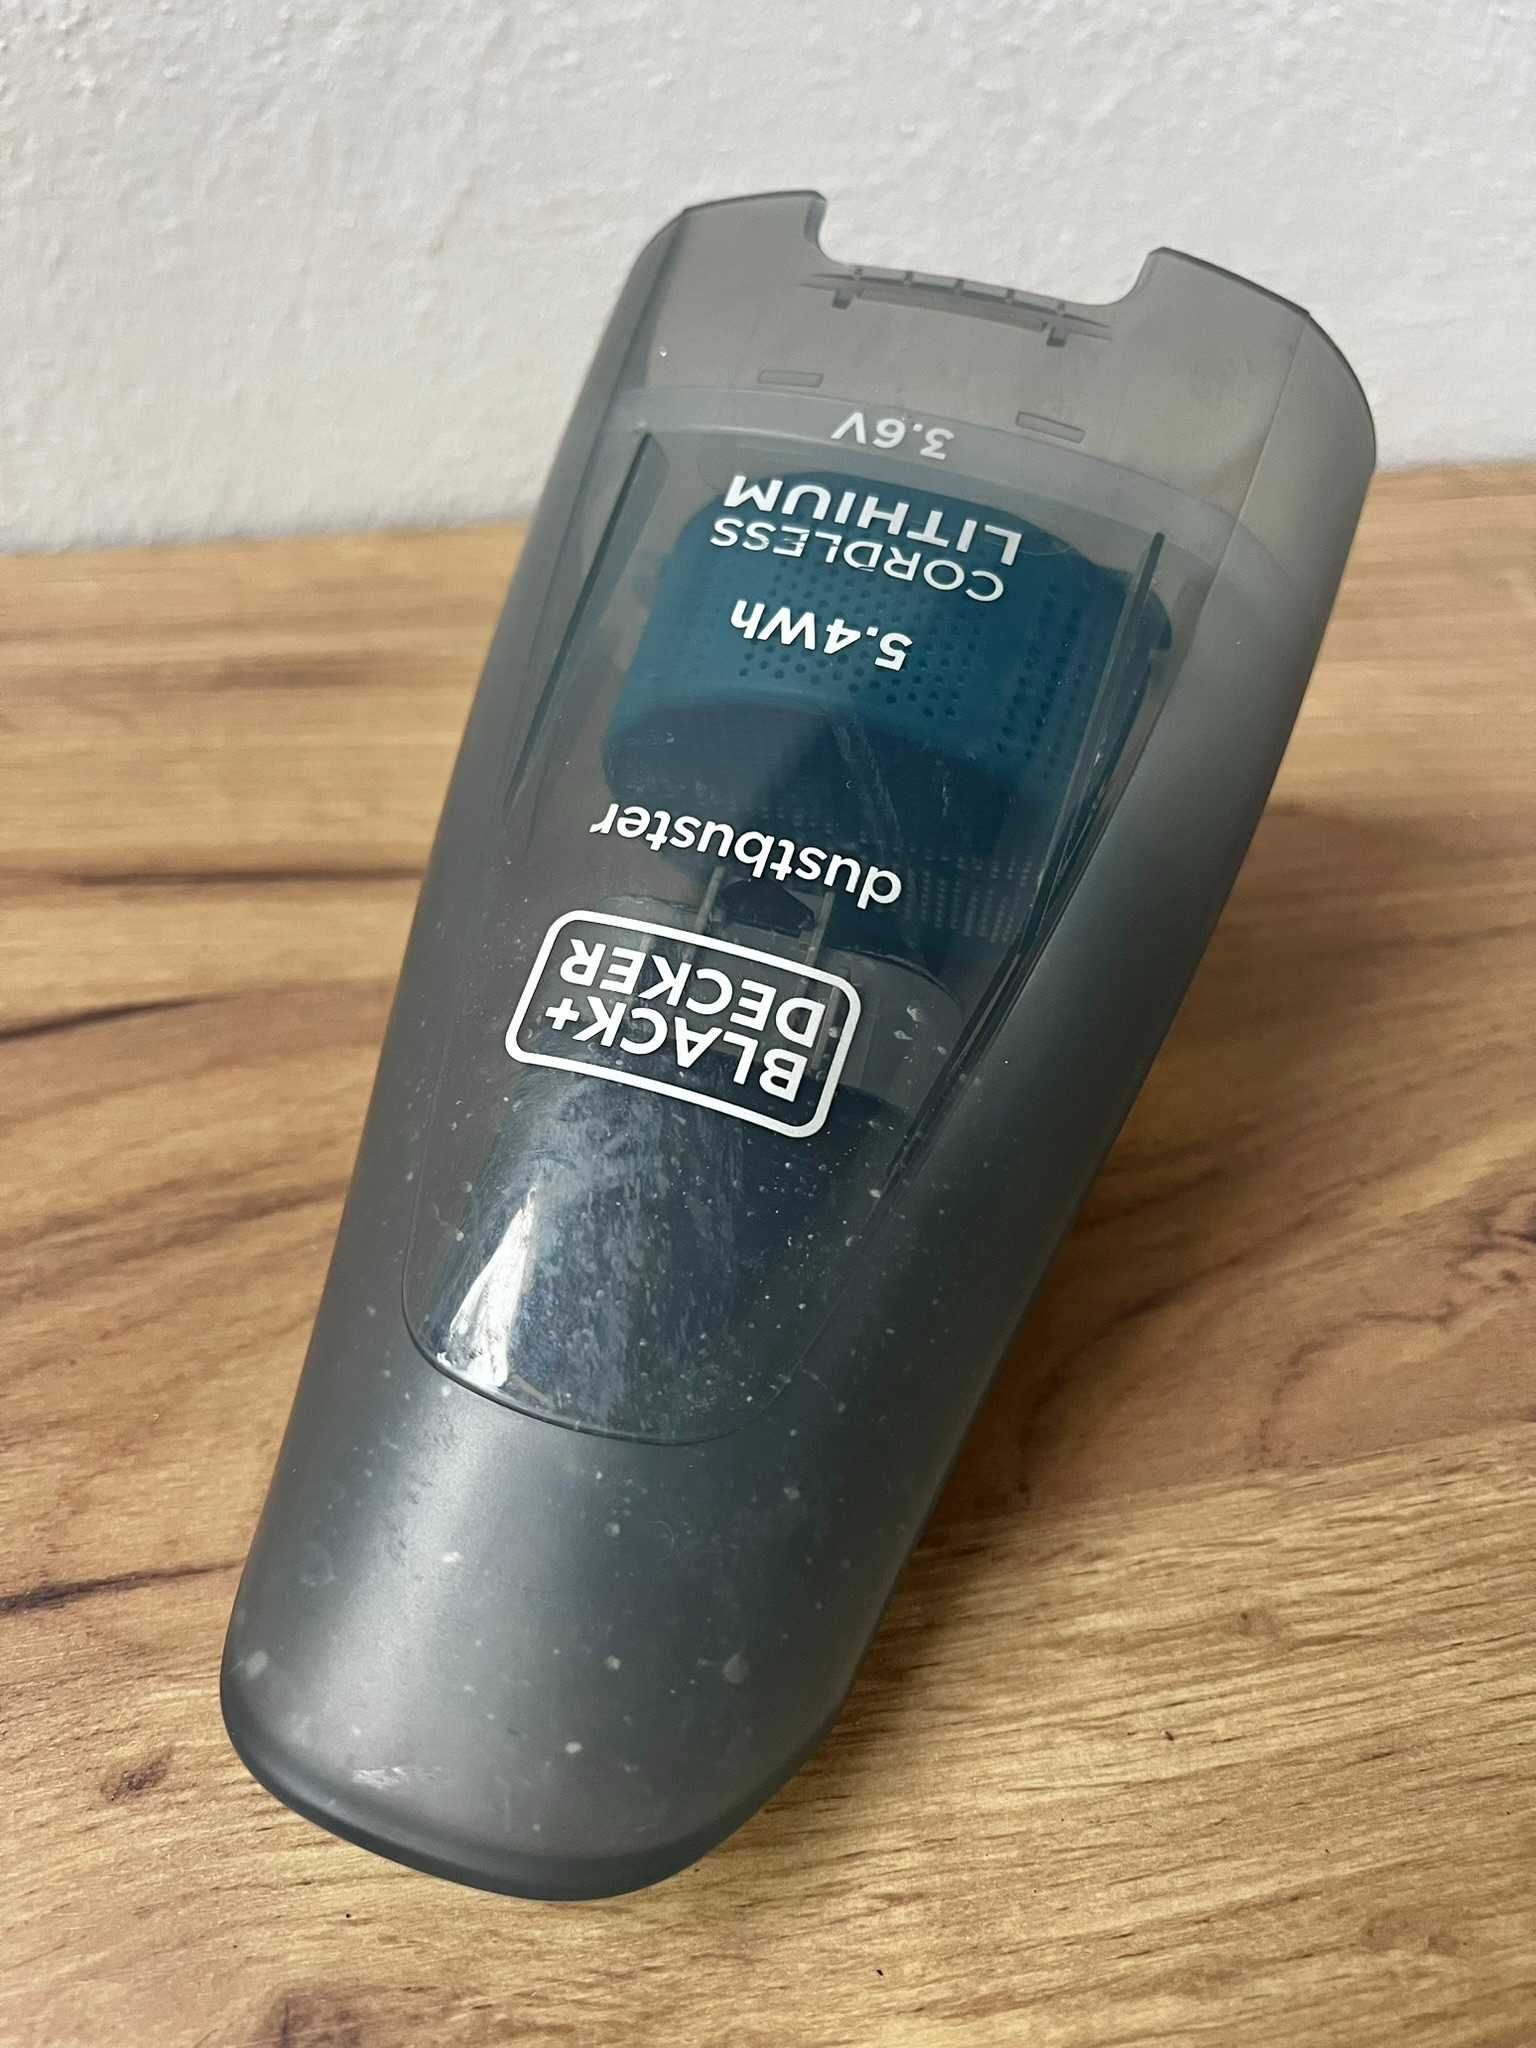 BLACK+
DECKER
dustbuster
5.4Wh
CORDLESS
LITHIUM
3.6V